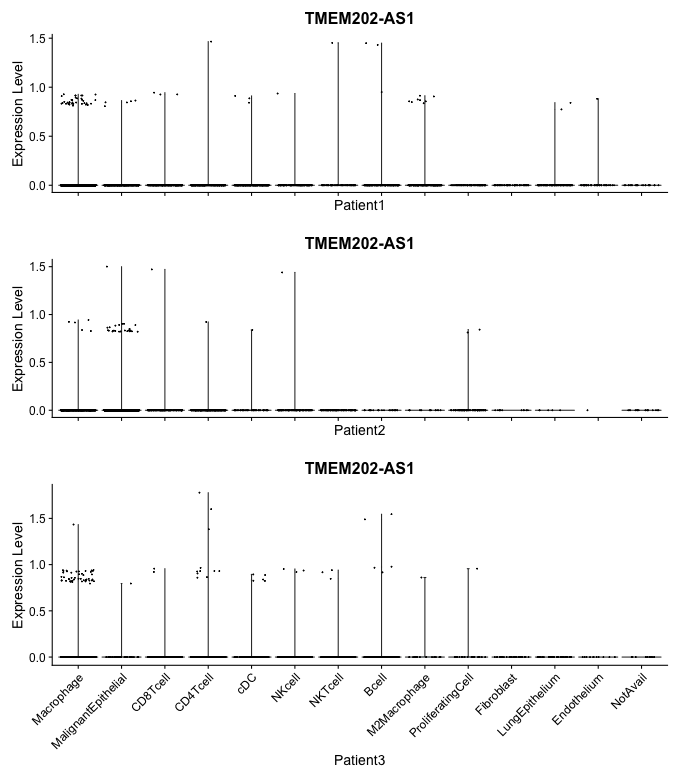 TMEM202-AS1
Expression Level
1.5
1.0
0.5
0.0
Patient1
TMEM202-AS1
Expression Level
1.5
1.0
0.5
0.0
Patient2
TMEM202-AS1
Expression Level
1.5
1.0
0.5
0.0
Macrophage
MalignantEpithelial
CD8Tcell
CD4Tcell
cDC
NKcell
NKTcell
Bcell
M2Macrophage
ProliferatingCell
Fibroblast
LungEpithelium
Endothelium
NotAvail
Patient3